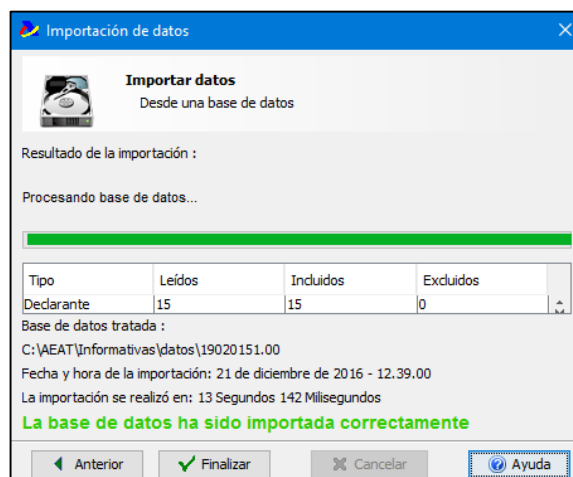 Importación de datos
Importar datos
Desde una base de datos
Resultado de la importación :
Procesando base de datos...
Tipo Leídos Incluidos Excluidos
Declarante 15 15 0
Base de datos tratada :
C:\AEAT\Informativas\datos\19020151.00
Fecha y hora de la importación: 21 de diciembre de 2016 - 12.39.00
La importación se realizó en: 13 Segundos 142 Milisegundos
La base de datos ha sido importada correctamente
Anterior Finalizar Cancelar Ayuda